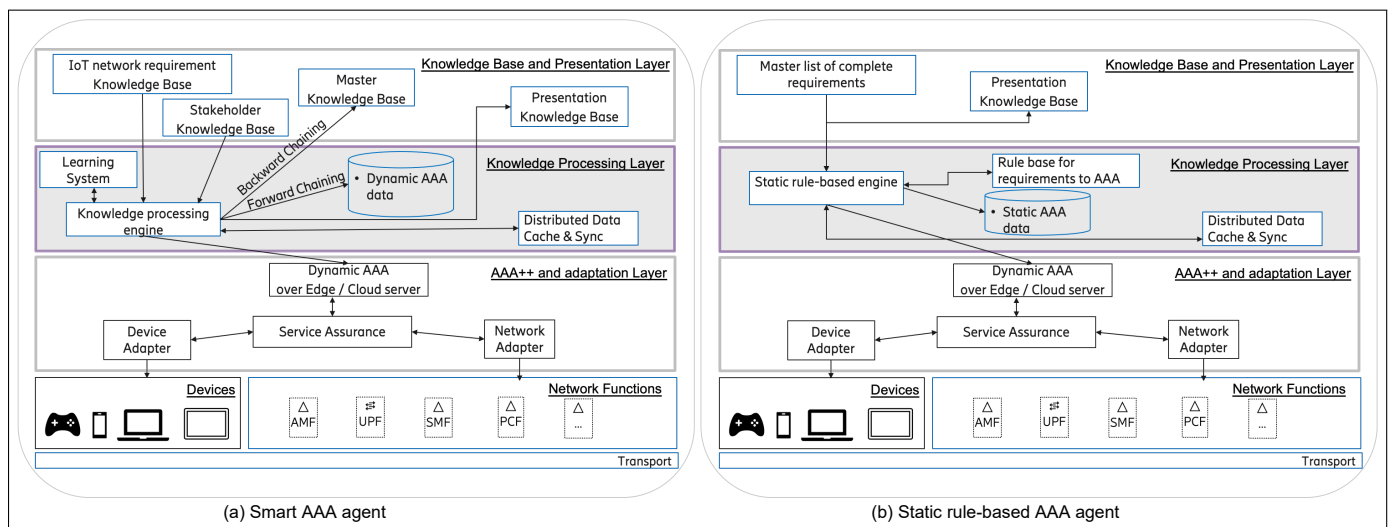 IoT network requirement
Knowledge Base
Master
Knowledge Base
Knowledge Base and Presentation Layer
Stakeholder
Knowledge Base
Presentation
Knowledge Base
Backward Chaining
Forward Chaining
Knowledge Processing Layer
Learning
System
• Dynamic AAA
data
Knowledge processing
engine
Distributed Data
Cache & Sync
AAA++ and adaptation Layer
Dynamic AAA
over Edge / Cloud server
Device
Adapter
Service Assurance
Network
Adapter
Devices
Network Functions
AMF
UPF
SMF
PCF
...
Transport
(a) Smart AAA agent
Master list of complete
requirements
Presentation
Knowledge Base
Knowledge Base and Presentation Layer
Knowledge Processing Layer
Static rule-based engine
Rule base for
requirements to AAA
• Static AAA
data
Distributed Data
Cache & Sync
AAA++ and adaptation Layer
Dynamic AAA
over Edge / Cloud server
Device
Adapter
Service Assurance
Network
Adapter
Devices
Network Functions
AMF
UPF
SMF
PCF
...
Transport
(b) Static rule-based AAA agent